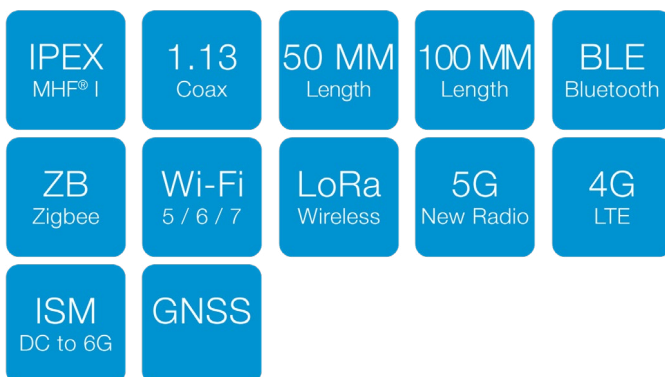 IPEX
MHF® I
1.13
Coax
50 MM
Length
100 MM
Length
BLE
Bluetooth
ZB
Zigbee
Wi-Fi
5 / 6 / 7
LoRa
Wireless
5G
New Radio
4G
LTE
ISM
DC to 6G
GNSS